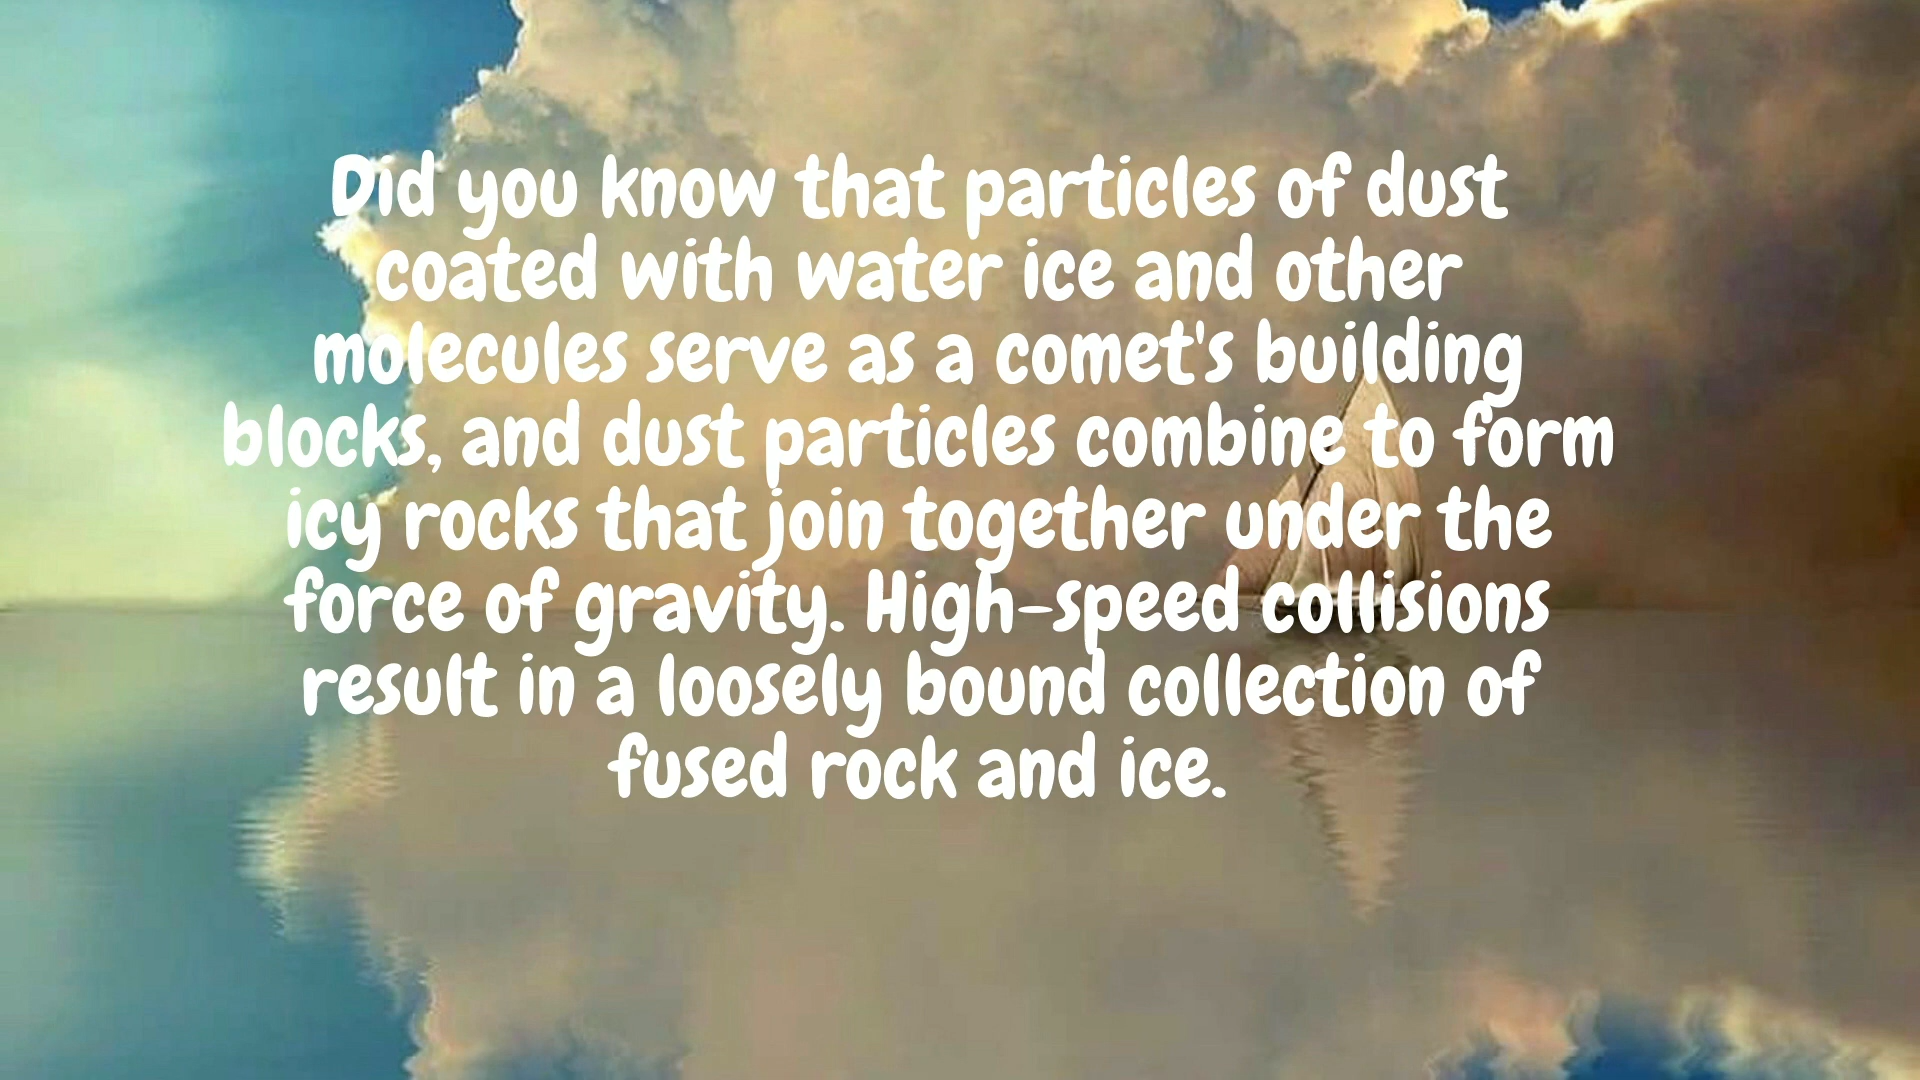 Did you know that particles of dust
coated with water ice and other
molecules serve as a comet's building
blocks, and dust particles combine to form
icy rocks that join together under the
force of gravity. High-speed collisions
result in a loosely bound collection of
fused rock and ice.